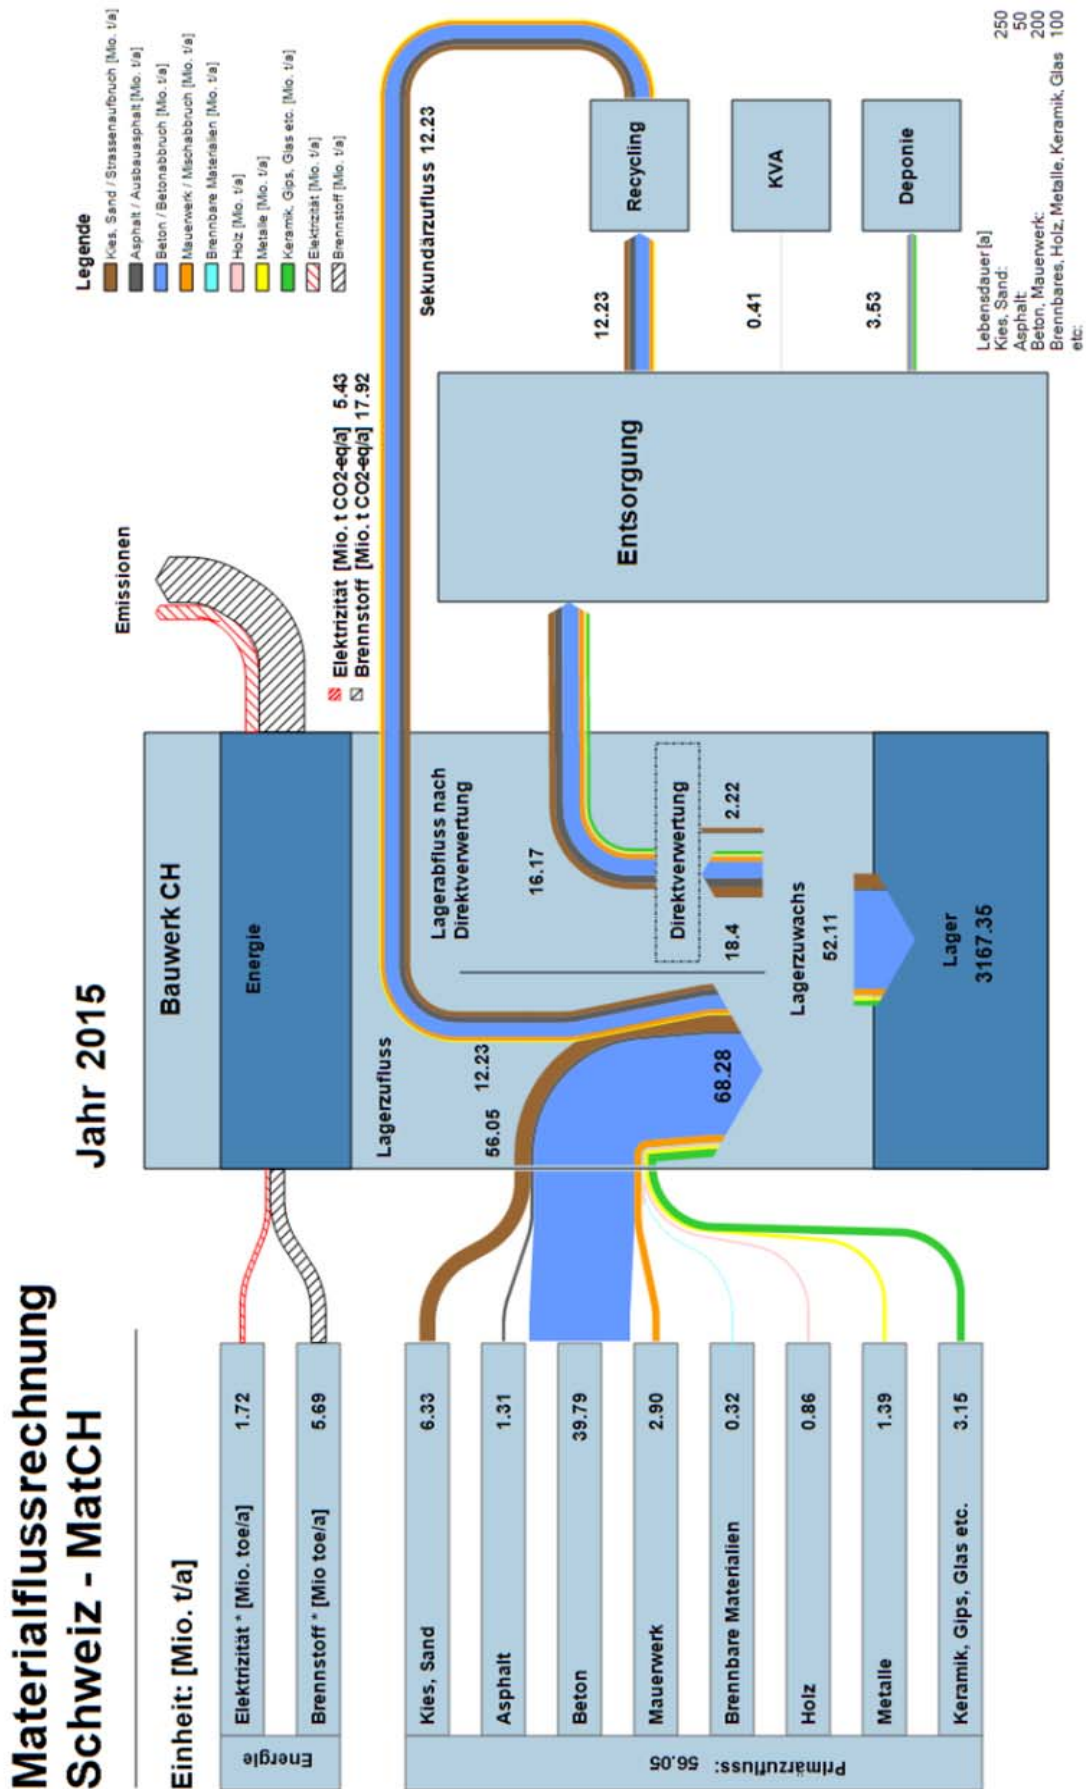 Materialflussrechnung
Schweiz - MatCH
Jahr 2015
Einheit: [Mio. t/a]
Energie
Elektrizität * [Mio. toe/a] 1.72
Brennstoff * [Mio toe/a] 5.69
Primärzufluss: 56.05
Kies, Sand 6.33
Asphalt 1.31
Beton 39.79
Mauerwerk 2.90
Brennbare Materialien 0.32
Holz 0.86
Metalle 1.39
Keramik, Gips, Glas etc. 3.15
Bauwerk CH
Energie
Lagerzufluss
56.05
12.23
68.28
Lagerabfluss nach
Direktverwertung
16.17
Direktverwertung
18.4
2.22
Lagerzuwachs
52.11
Lager
3167.35
Emissionen
Elektrizität [Mio. t CO2-eq/a] 5.43
Brennstoff [Mio. t CO2-eq/a] 17.92
Sekundärzufluss 12.23
Entsorgung
12.23
0.41
3.53
Recycling
KVA
Deponie
Legende
Kies, Sand / Strassenaufbruch [Mio. t/a]
Asphalt / Ausbauasphalt [Mio. t/a]
Beton / Betonabbruch [Mio. t/a]
Mauerwerk / Mischabbruch [Mio. t/a]
Brennbare Materialien [Mio. t/a]
Holz [Mio. t/a]
Metalle [Mio. t/a]
Keramik, Gips, Glas etc. [Mio. t/a]
Elektrizität [Mio. t/a]
Brennstoff [Mio. t/a]
Lebensdauer [a]
Kies, Sand: 250
Asphalt: 50
Beton, Mauerwerk: 200
Brennbares, Holz, Metalle, Keramik, Glas 100
etc: